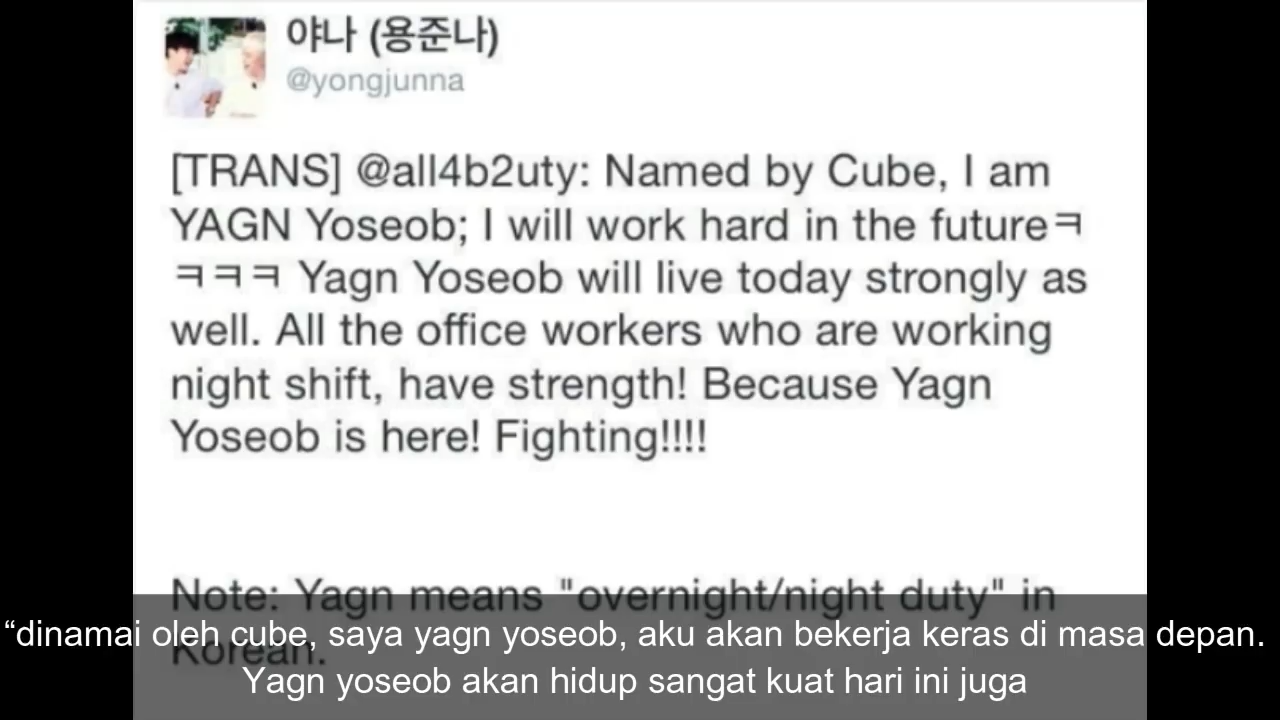 야나 (용준나)
@yongjunna
[TRANS] @all4b2uty: Named by Cube, I am
YAGN Yoseob; I will work hard in the futureㅋ
ㅋㅋㅋ Yagn Yoseob will live today strongly as
well. All the office workers who are working
night shift, have strength! Because Yagn
Yoseob is here! Fighting!!!!
Note: Yagn means "overnight/night duty" in
Korean.
“dinamai oleh cube, saya yagn yoseob, aku akan bekerja keras di masa depan.
Yagn yoseob akan hidup sangat kuat hari ini juga